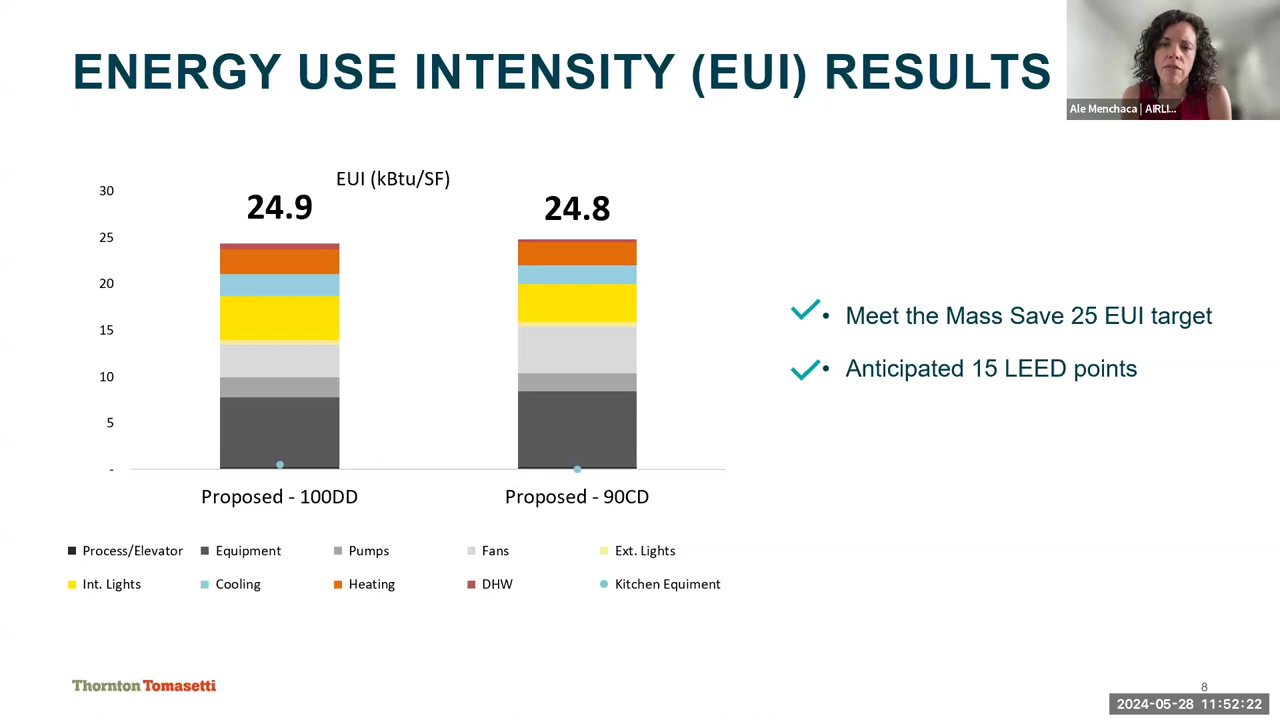 ENERGY USE INTENSITY (EUI) RESULTS
Ale Menchaca | AIRLI...
EUI (kBtu/SF)
24.9
24.8
30
25
20
15
10
5
-
Proposed - 100DD
Proposed - 90CD
Process/Elevator
Equipment
Pumps
Fans
Ext. Lights
Int. Lights
Cooling
Heating
DHW
Kitchen Equiment
• Meet the Mass Save 25 EUI target
• Anticipated 15 LEED points
Thornton Tomasetti
8
2024-05-28 11:52:22